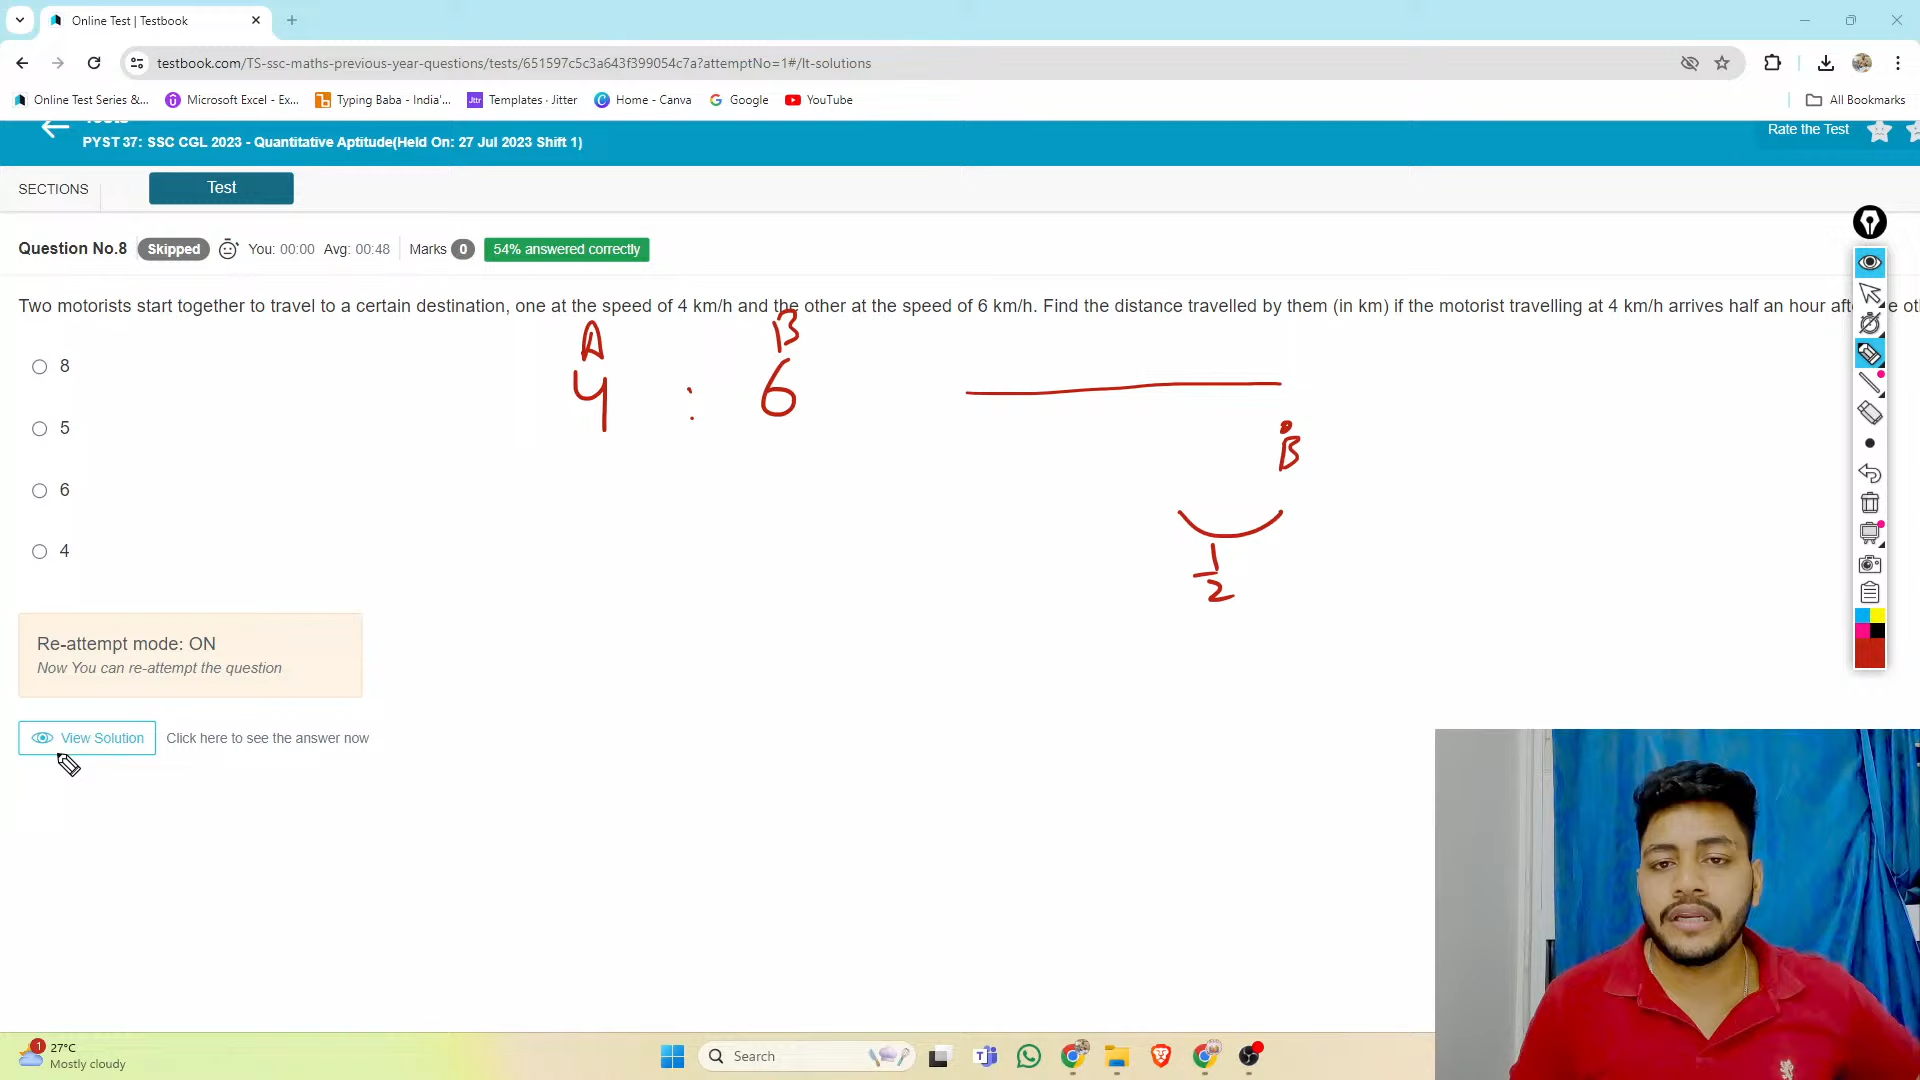 Online Test | Testbook
testbook.com/TS-ssc-maths-previous-year-questions/tests/651597c5c3a643f399054c7a?attemptNo=1#/lt-solutions
Online Test Series &... Microsoft Excel - Ex... Typing Baba - India'... Jttr Templates · Jitter Home - Canva Google YouTube All Bookmarks
Tests
PYST 37: SSC CGL 2023 - Quantitative Aptitude(Held On: 27 Jul 2023 Shift 1) Rate the Test
SECTIONS Test
Question No.8 Skipped You: 00:00 Avg: 00:48 Marks 0 54% answered correctly
Two motorists start together to travel to a certain destination, one at the speed of 4 km/h and the other at the speed of 6 km/h. Find the distance travelled by them (in km) if the motorist travelling at 4 km/h arrives half an hour
A B
4 : 6
B
1/2
8
5
6
4
Re-attempt mode: ON
Now You can re-attempt the question
View Solution Click here to see the answer now
1 27°C
Mostly cloudy
Search